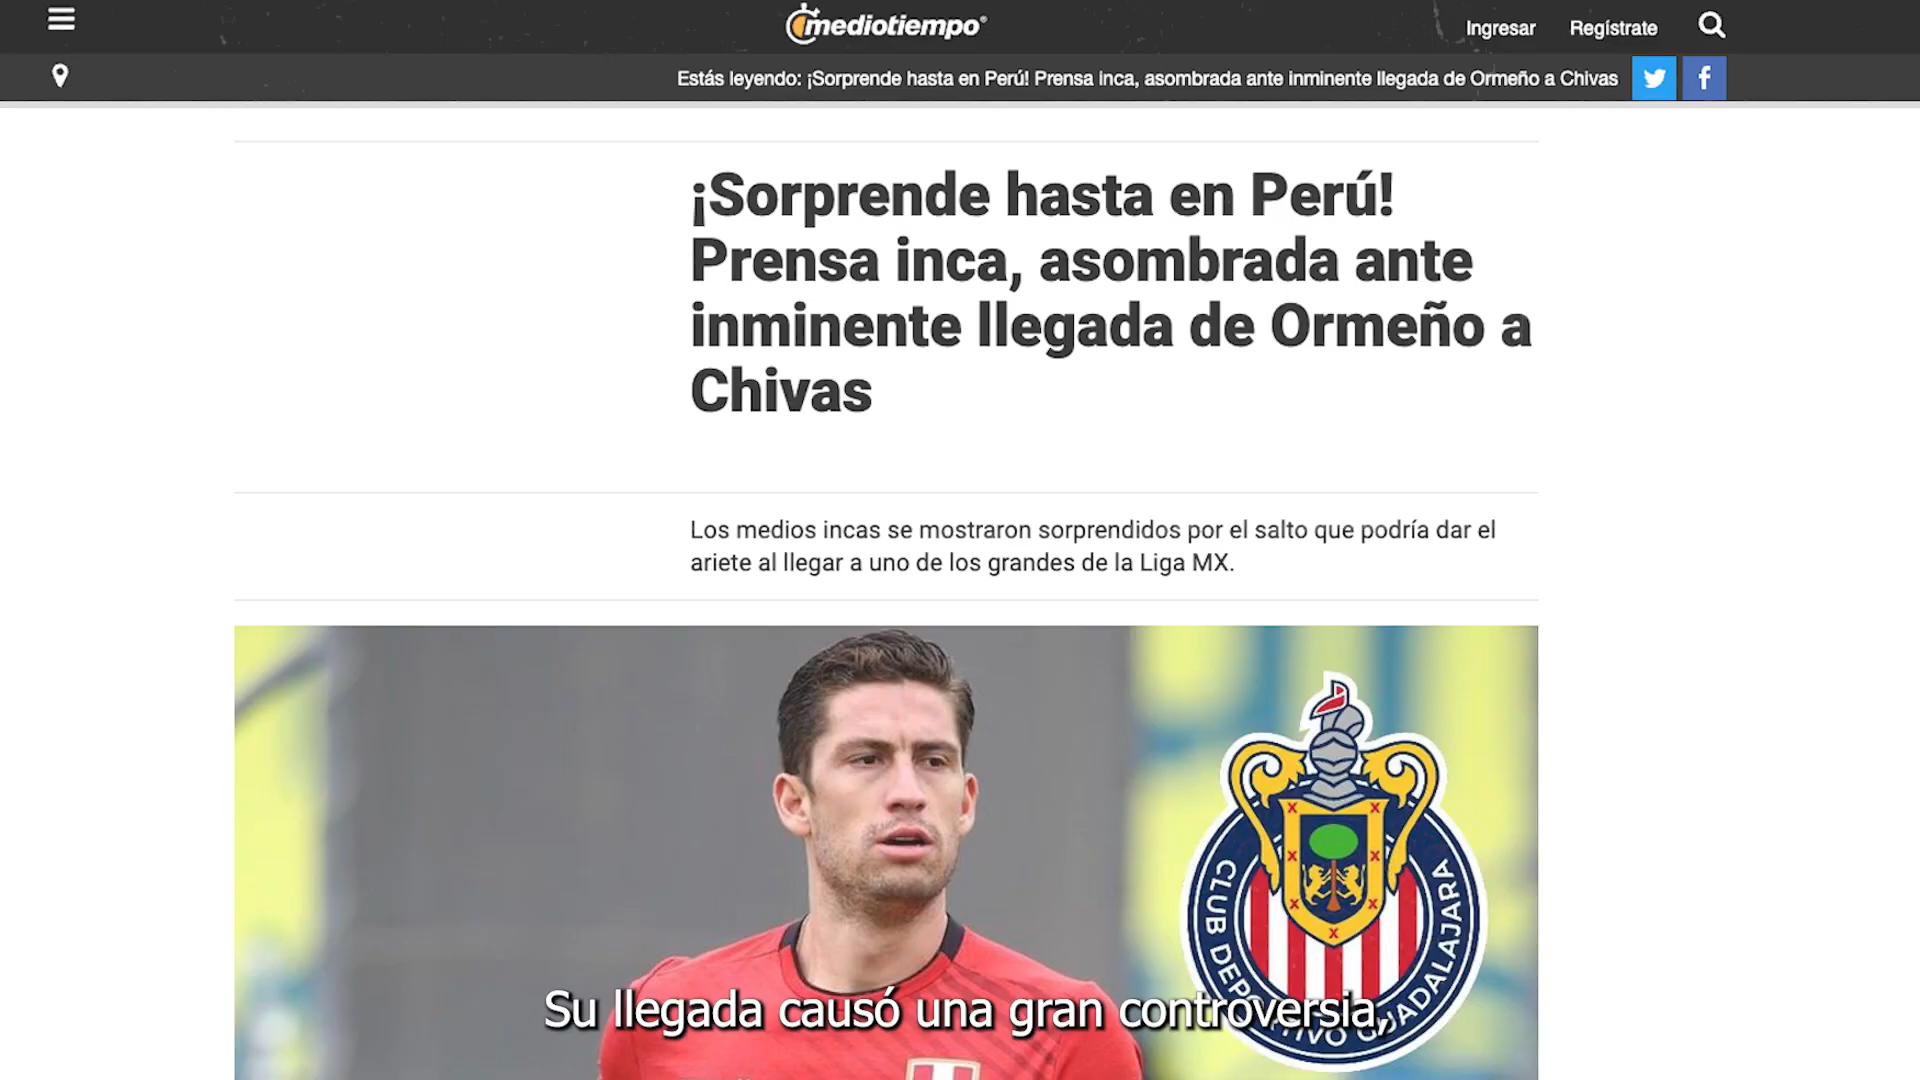 mediotiempo®
Ingresar
Regístrate
Estás leyendo: ¡Sorprende hasta en Perú! Prensa inca, asombrada ante inminente llegada de Ormeño a Chivas
¡Sorprende hasta en Perú!
Prensa inca, asombrada ante
inminente llegada de Ormeño a
Chivas
Los medios incas se mostraron sorprendidos por el salto que podría dar el
ariete al llegar a uno de los grandes de la Liga MX.
CLUB DEPORTIVO GUADALAJARA
Su llegada causó una gran controversia,